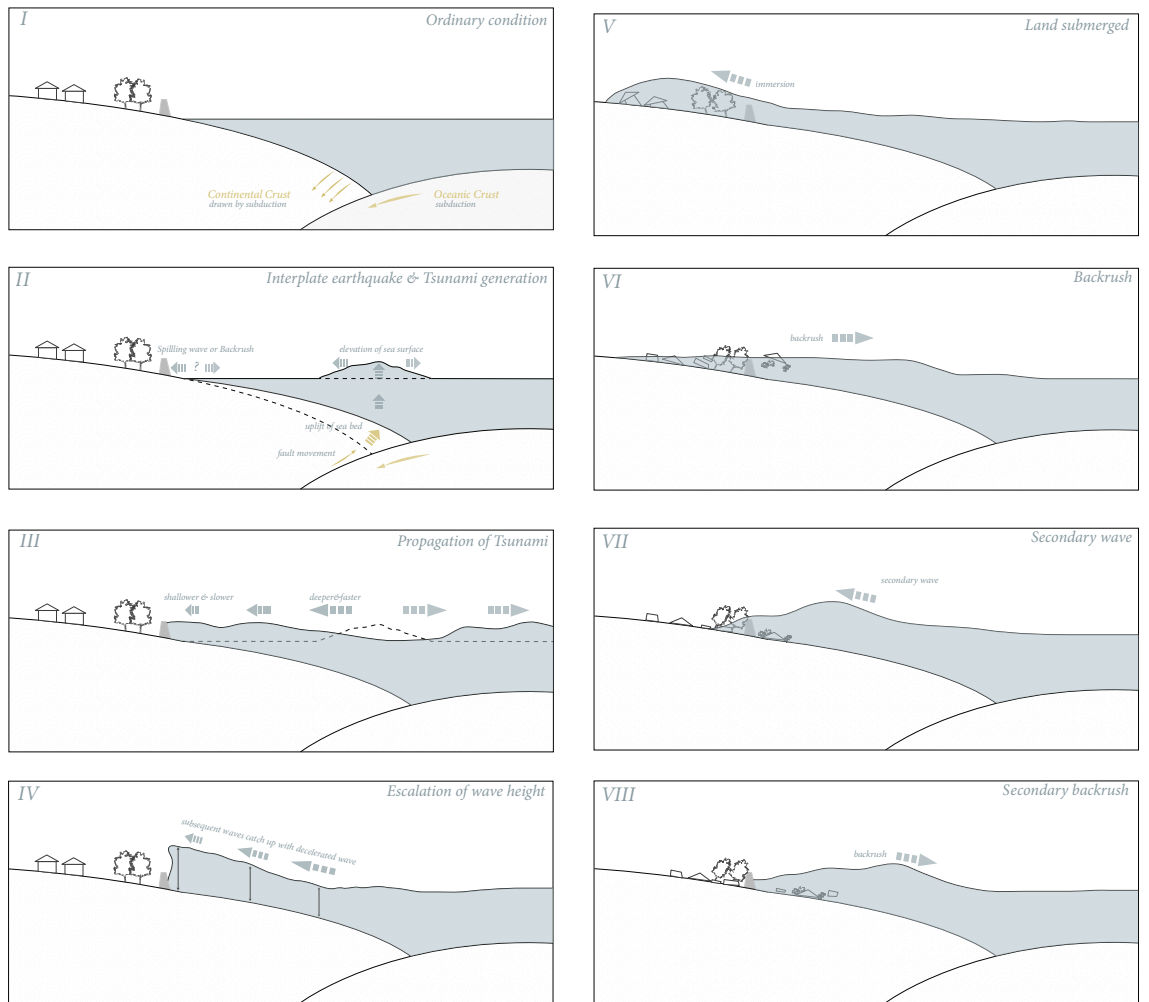 I
Ordinary condition
Continental Crust
drawn by subduction
Oceanic Crust
subduction
II
Interplate earthquake & Tsunami generation
Spillling wave or Backrush
?
elevation of sea surface
uplift of sea bed
fault movement
III
Propagation of Tsunami
shallower & slower
deeper&faster
IV
Escalation of wave height
subsequent waves catch up with decelerated wave
V
Land submerged
immersion
VI
Backrush
backrush
VII
Secondary wave
secondary wave
VIII
Secondary backrush
backrush